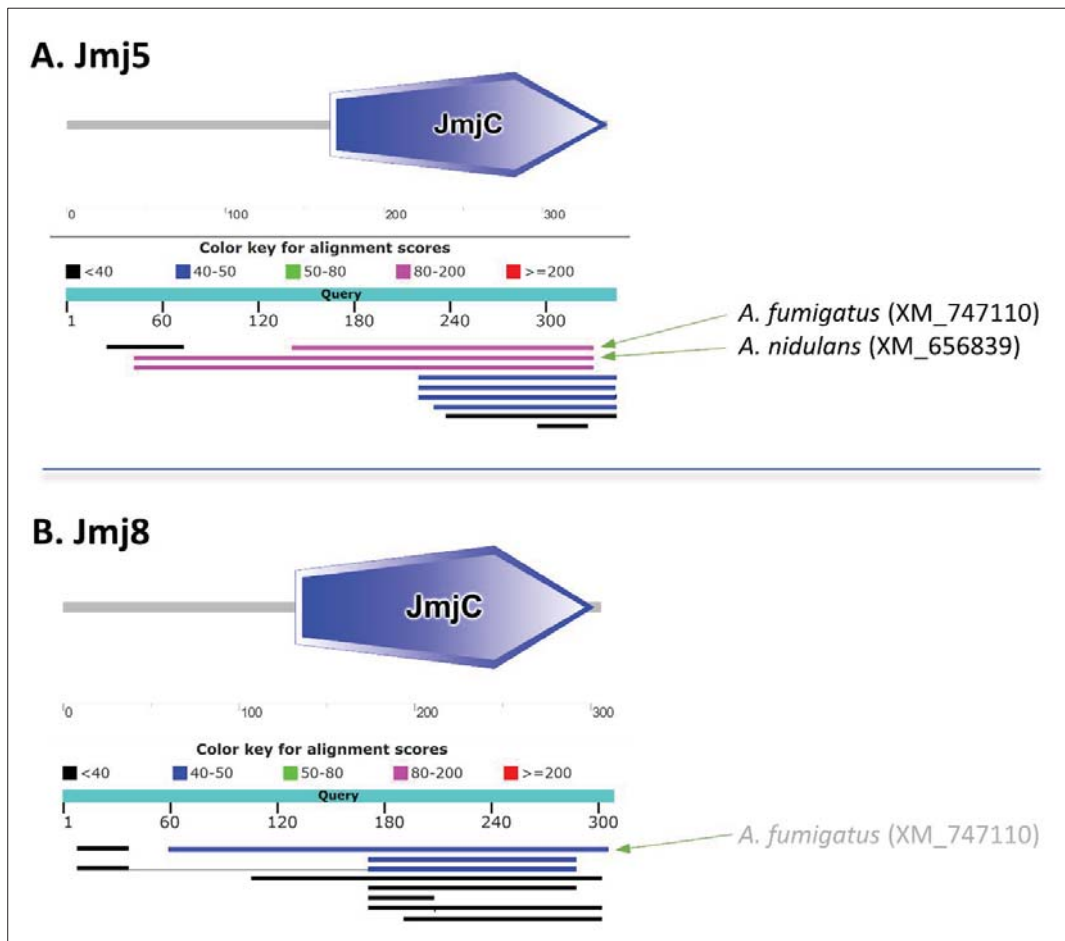 A. Jmj5
JmjC
0 100 200 300
Color key for alignment scores
<40 40-50 50-80 80-200 >=200
Query
1 60 120 180 240 300
A. fumigatus (XM_747110)
A. nidulans (XM_656839)
B. Jmj8
JmjC
0 100 200 300
Color key for alignment scores
<40 40-50 50-80 80-200 >=200
Query
1 60 120 180 240 300
A. fumigatus (XM_747110)